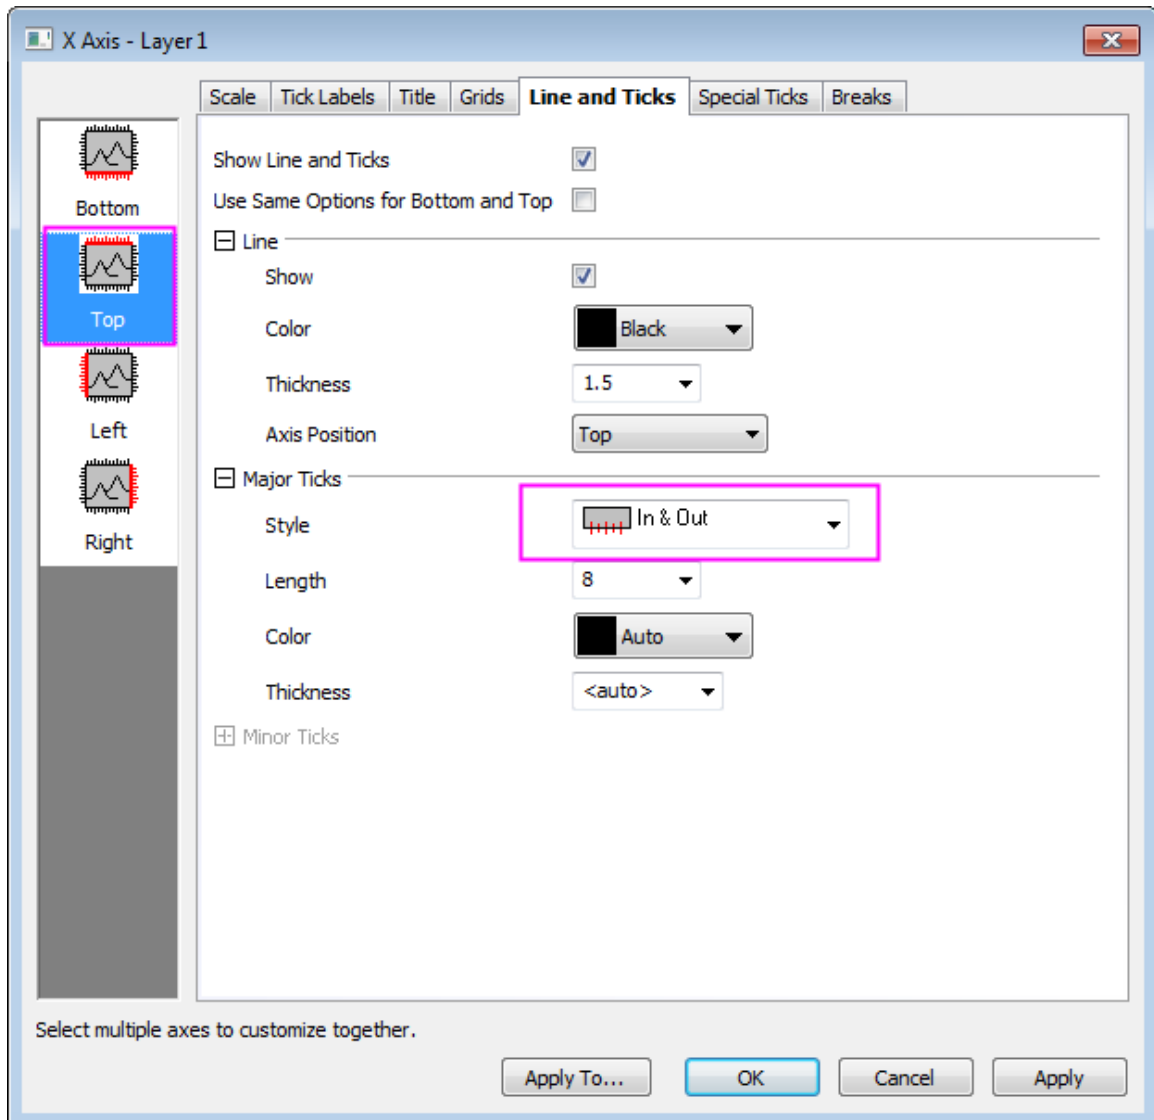 X Axis - Layer1
Scale Tick Labels Title Grids Line and Ticks Special Ticks Breaks
Bottom
Top
Left
Right
Show Line and Ticks
Use Same Options for Bottom and Top
Line
Show
Color Black
Thickness 1.5
Axis Position Top
Major Ticks
Style In & Out
Length 8
Color Auto
Thickness <auto>
Minor Ticks
Select multiple axes to customize together.
Apply To... OK Cancel Apply